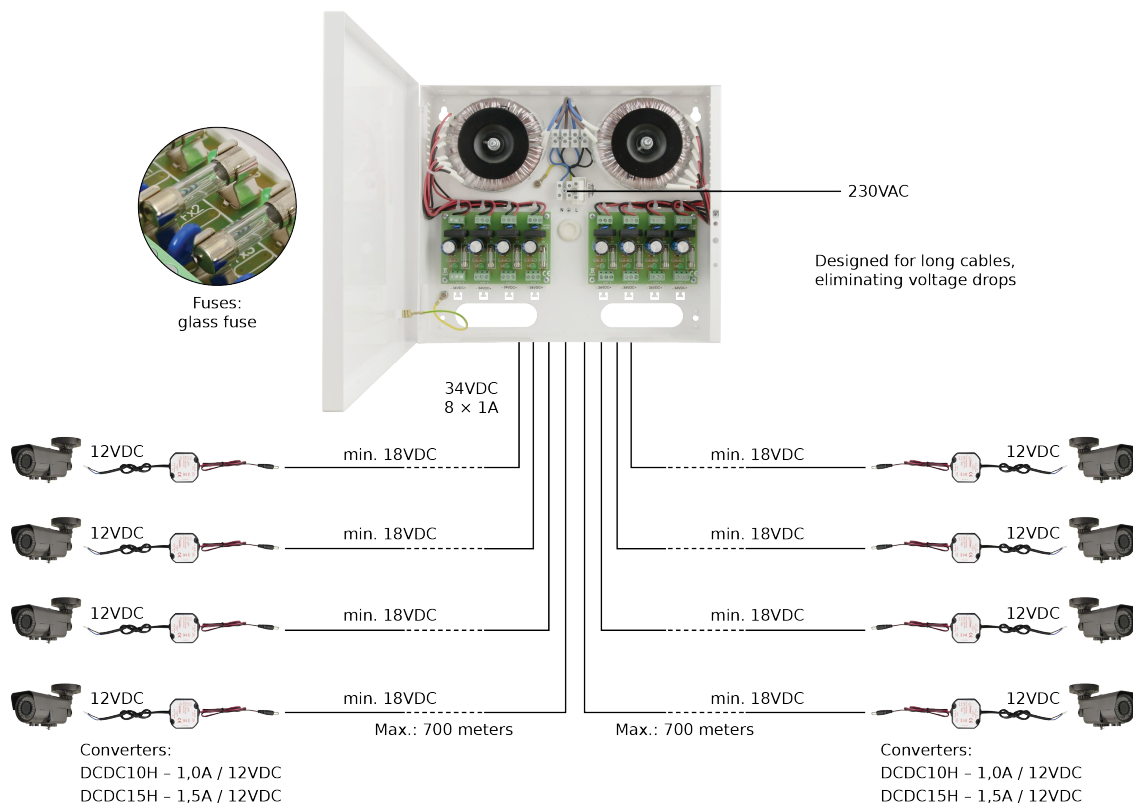 230VAC
Designed for long cables,
eliminating voltage drops
Fuses:
glass fuse
34VDC
8 × 1A
12VDC
min. 18VDC
min. 18VDC
12VDC
12VDC
min. 18VDC
min. 18VDC
12VDC
12VDC
min. 18VDC
min. 18VDC
12VDC
12VDC
min. 18VDC
min. 18VDC
12VDC
Max.: 700 meters
Max.: 700 meters
Converters:
DCDC10H – 1,0A / 12VDC
DCDC15H – 1,5A / 12VDC
Converters:
DCDC10H – 1,0A / 12VDC
DCDC15H – 1,5A / 12VDC